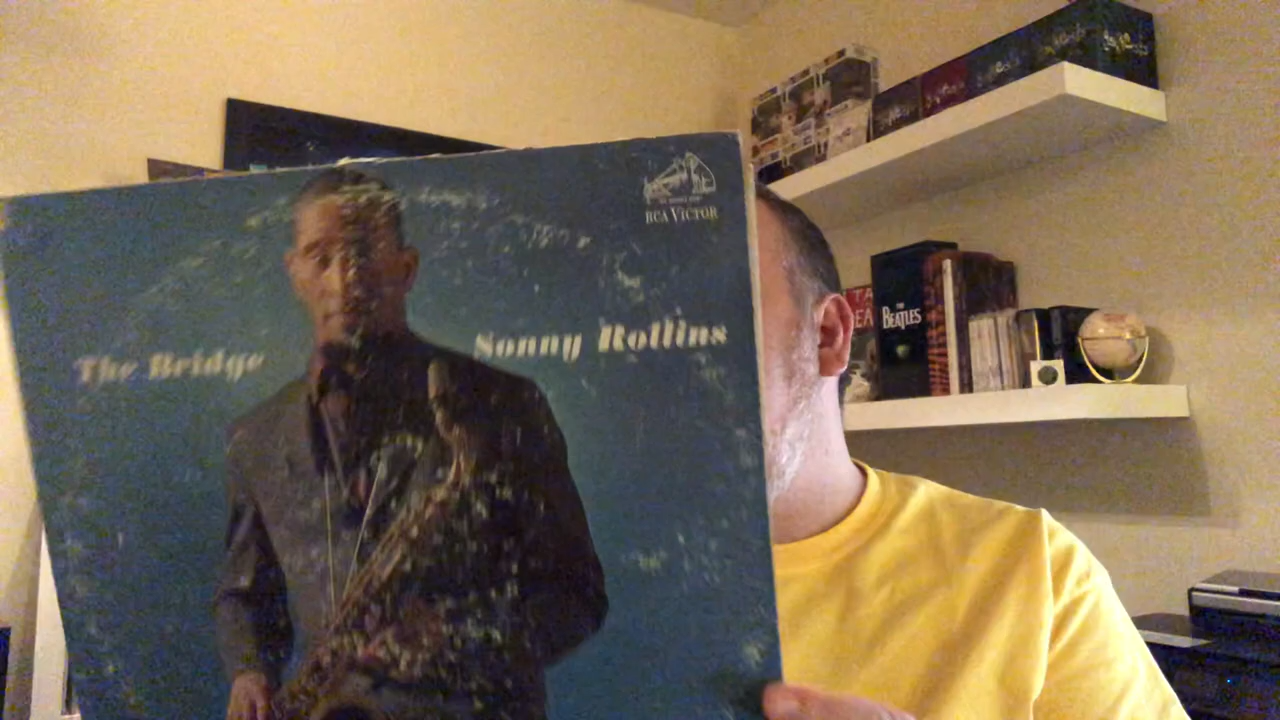 RCA VICTOR
The Bridge
Sonny Rollins
THE
BEATLES